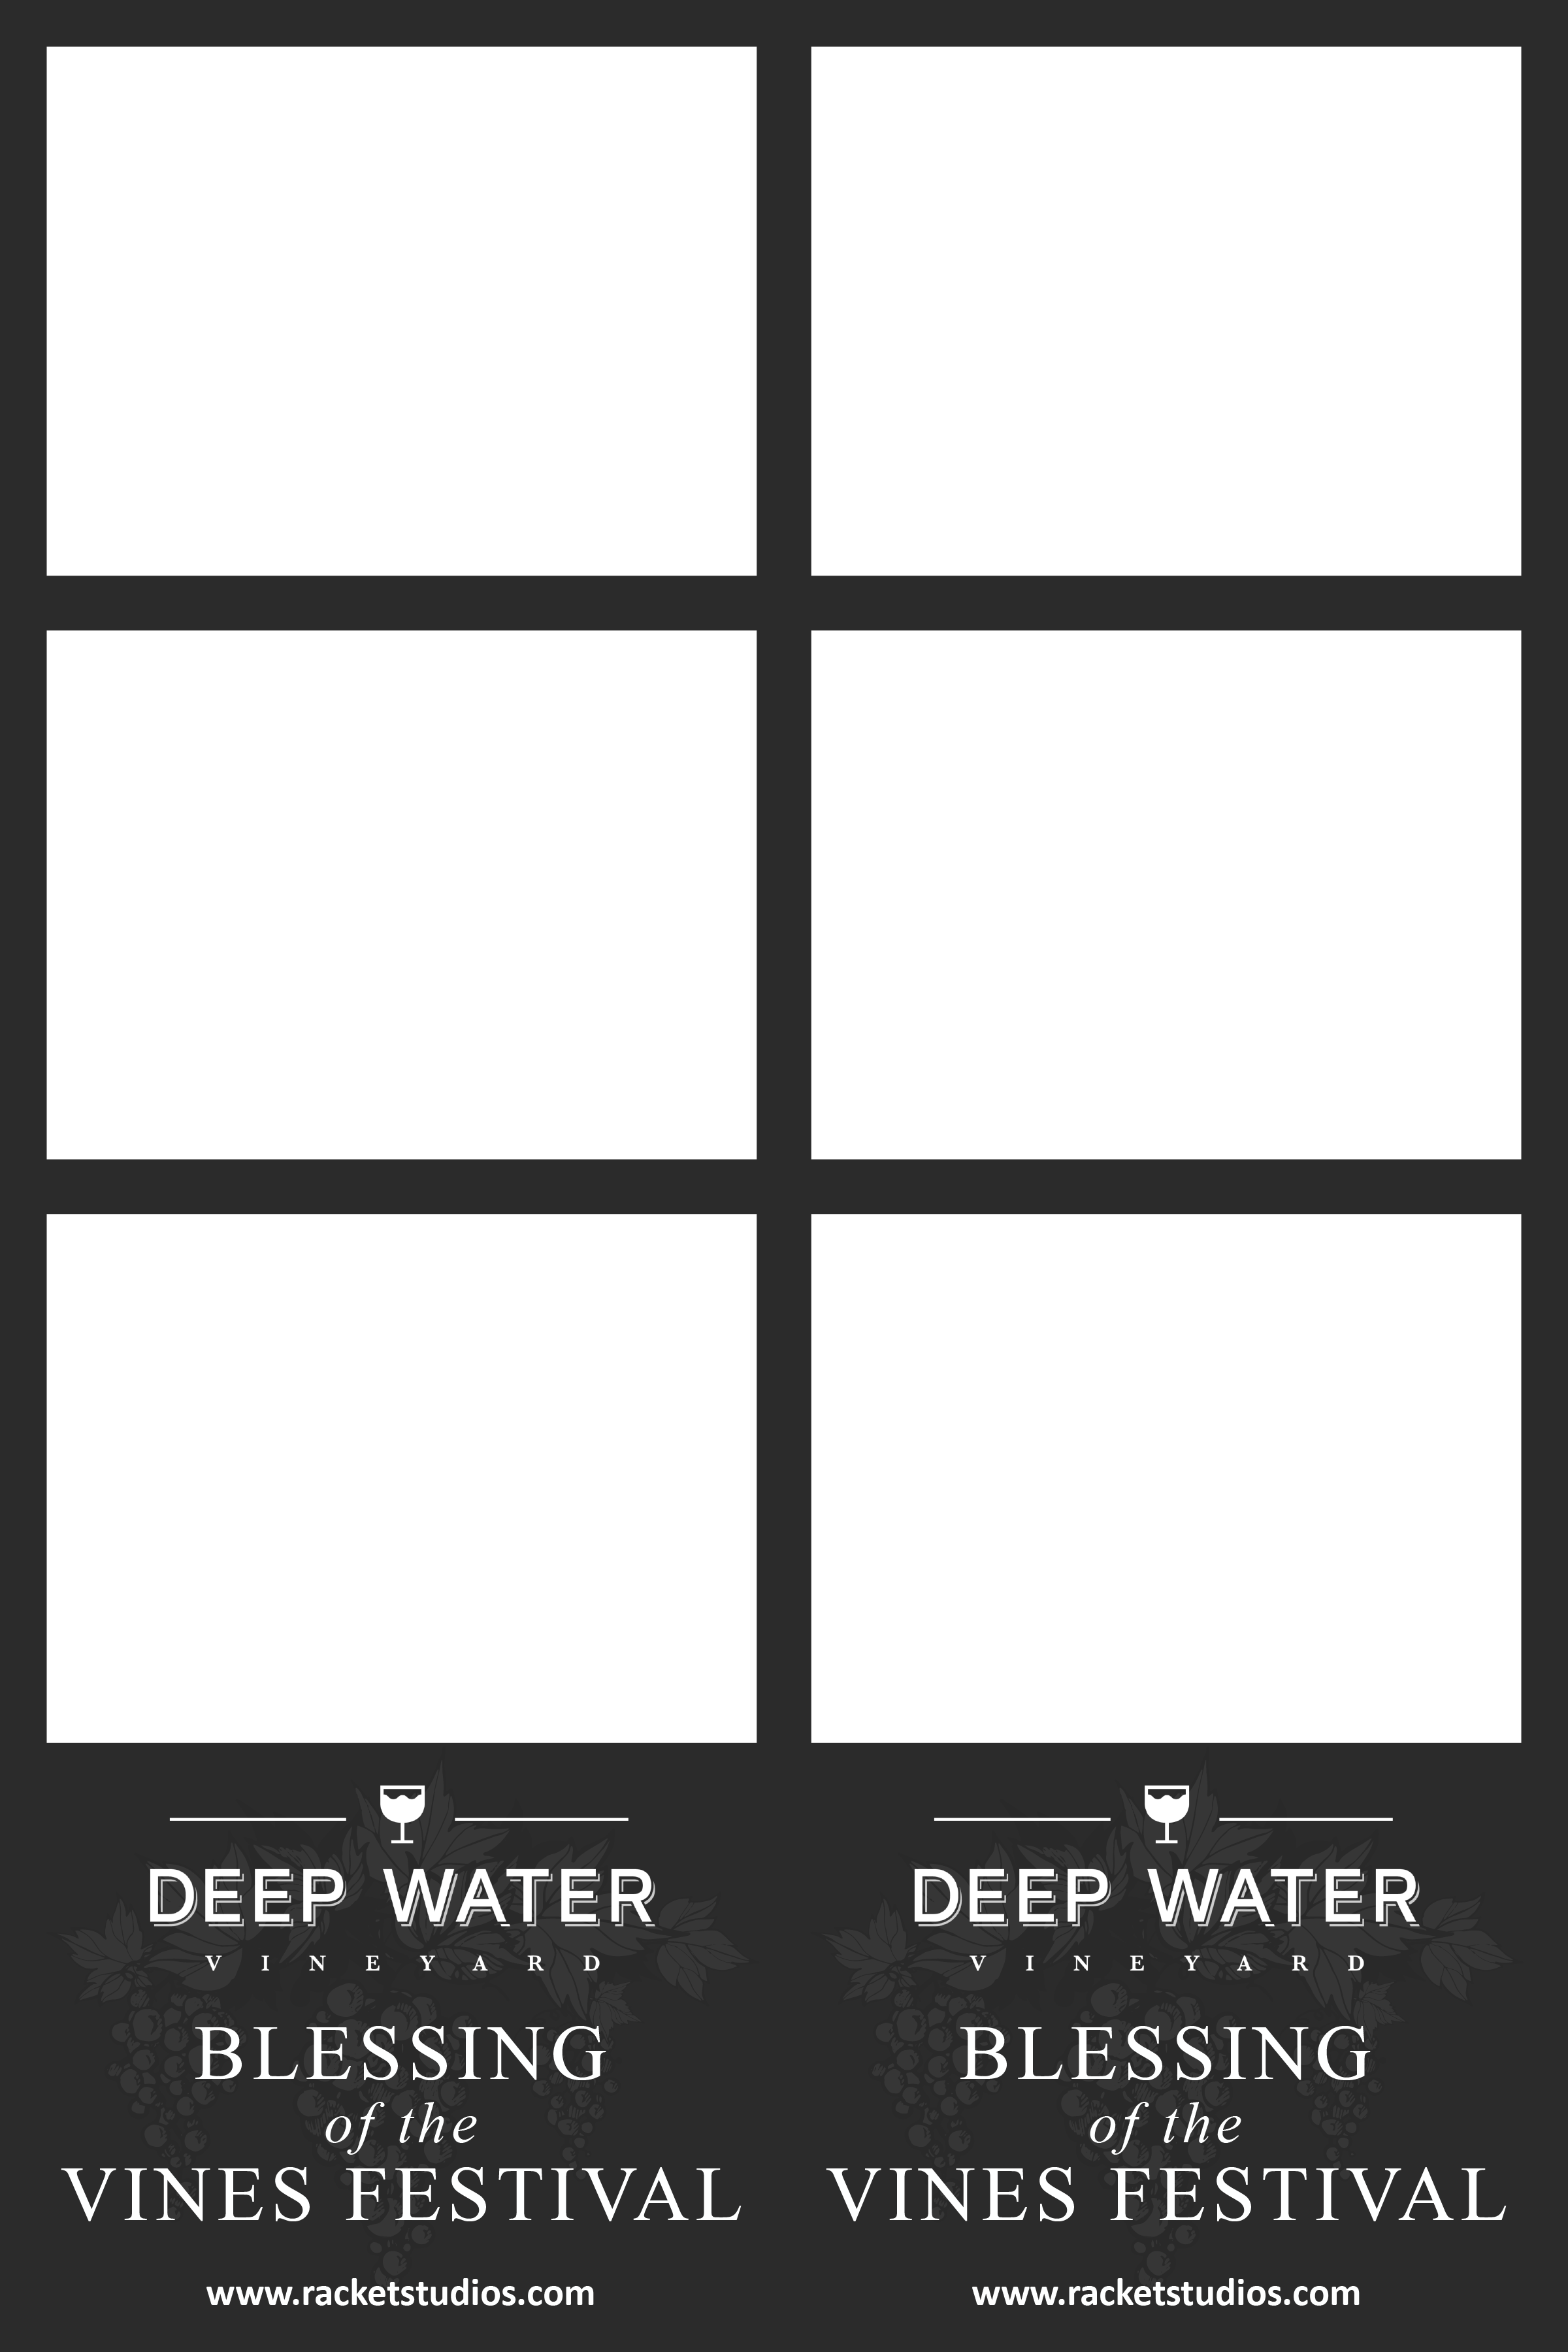 DEEP WATER
VINEYARD
BLESSING
of the
VINES FESTIVAL
www.racketstudios.com
DEEP WATER
VINEYARD
BLESSING
of the
VINES FESTIVAL
www.racketstudios.com